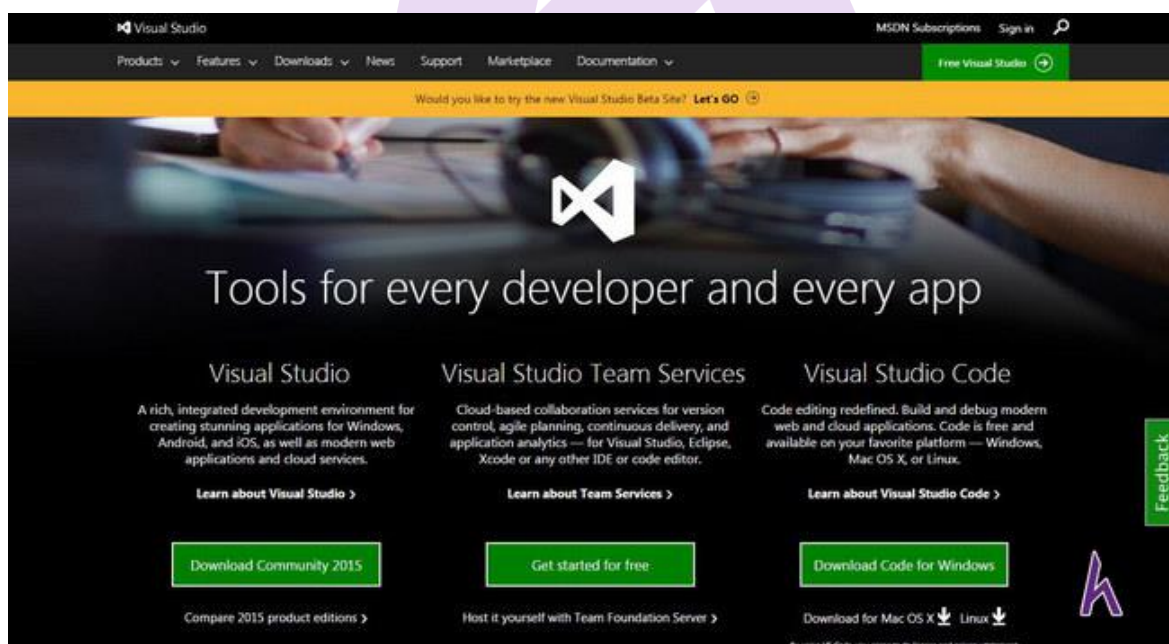 Visual Studio
MSDN Subscriptions Sign in
Products Features Downloads News Support Marketplace Documentation
Free Visual Studio
Would you like to try the new Visual Studio Beta Site? Let's GO
Tools for every developer and every app
Visual Studio
A rich, integrated development environment for
creating stunning applications for Windows,
Android, and iOS, as well as modern web
applications and cloud services.
Learn about Visual Studio >
Download Community 2015
Compare 2015 product editions >
Visual Studio Team Services
Cloud-based collaboration services for version
control, agile planning, continuous delivery, and
application analytics — for Visual Studio, Eclipse,
Xcode or any other IDE or code editor.
Learn about Team Services >
Get started for free
Host it yourself with Team Foundation Server >
Visual Studio Code
Code editing redefined. Build and debug modern
web and cloud applications. Code is free and
available on your favorite platform — Windows,
Mac OS X, or Linux.
Learn about Visual Studio Code >
Download Code for Windows
Download for Mac OS X Linux
Feedback